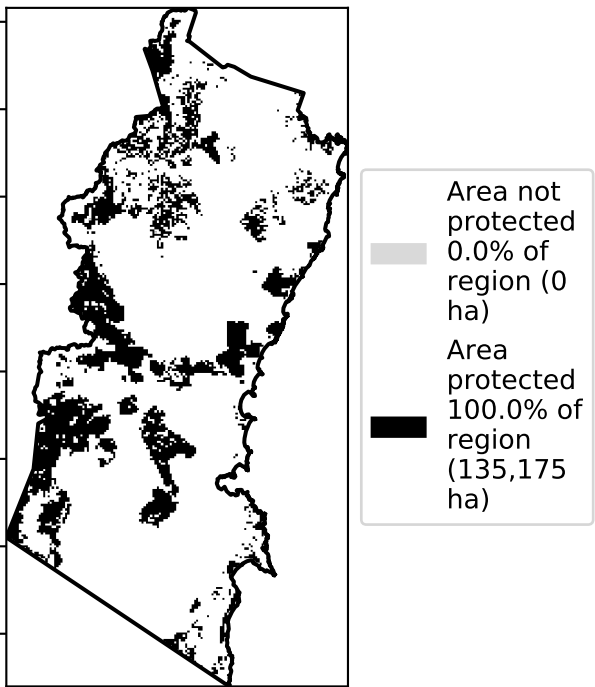 Area not
protected
0.0% of
region (0
ha)
Area
protected
100.0% of
region
(135,175
ha)